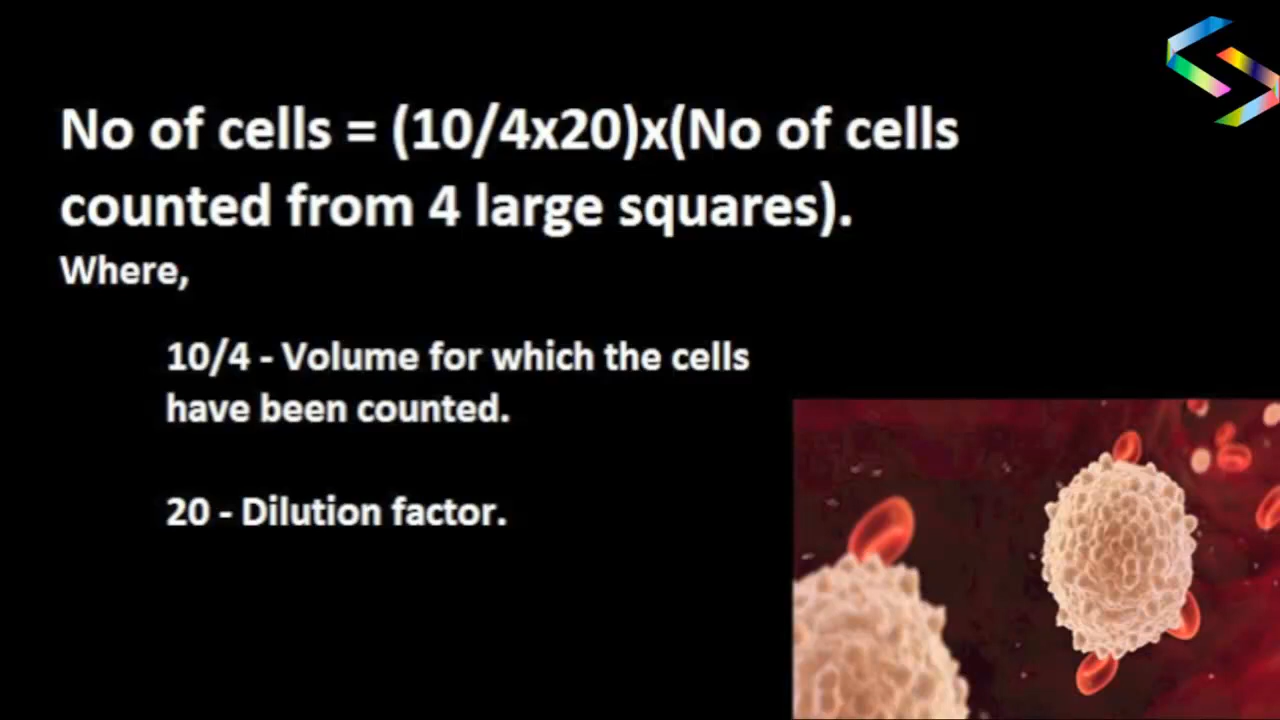 No of cells = (10/4x20)x(No of cells
counted from 4 large squares).
Where,
10/4 - Volume for which the cells
have been counted.
20 - Dilution factor.